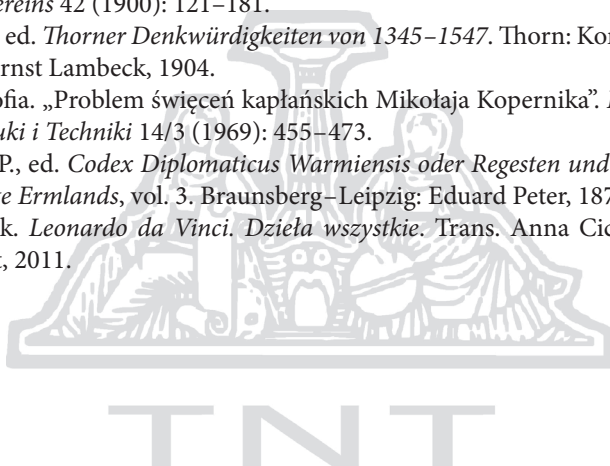 ereins 42 (1900): 121–181.
ed. Thorner Denkwürdigkeiten von 1345–1547. Thorn: Kor
rnst Lambeck, 1904.
ofia. „Problem święceń kapłańskich Mikołaja Kopernika”.
uki i Techniki 14/3 (1969): 455–473.
P., ed. Codex Diplomaticus Warmiensis oder Regesten und
e Ermlands, vol. 3. Braunsberg–Leipzig: Eduard Peter, 187
k. Leonardo da Vinci. Dzieła wszystkie. Trans. Anna Cic
, 2011.
TNT